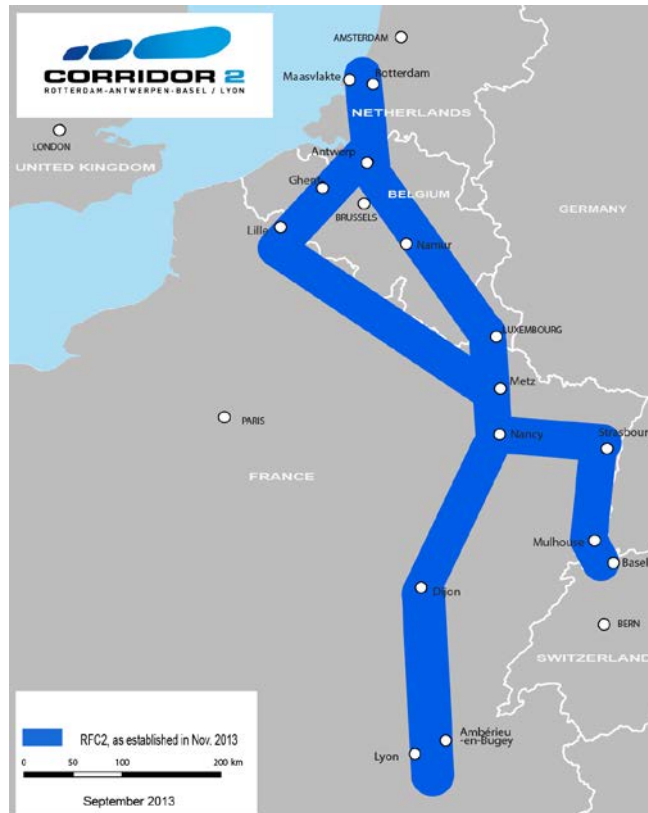 CORRIDOR 2
ROTTERDAM-ANTWERPEN-BASEL / LYON
AMSTERDAM
Maasvlakte
Rotterdam
NETHERLANDS
LONDON
UNITED KINGDOM
Antwerp
Ghent
BELGIUM
BRUSSELS
GERMANY
Lille
Namur
LUXEMBOURG
Metz
PARIS
Nancy
Strasbour
FRANCE
Mulhouse
Basel
Dijon
BERN
SWITZERLAND
Ambérieu
-en-Bugey
Lyon
RFC2, as established in Nov. 2013
0 50 100 200 km
September 2013